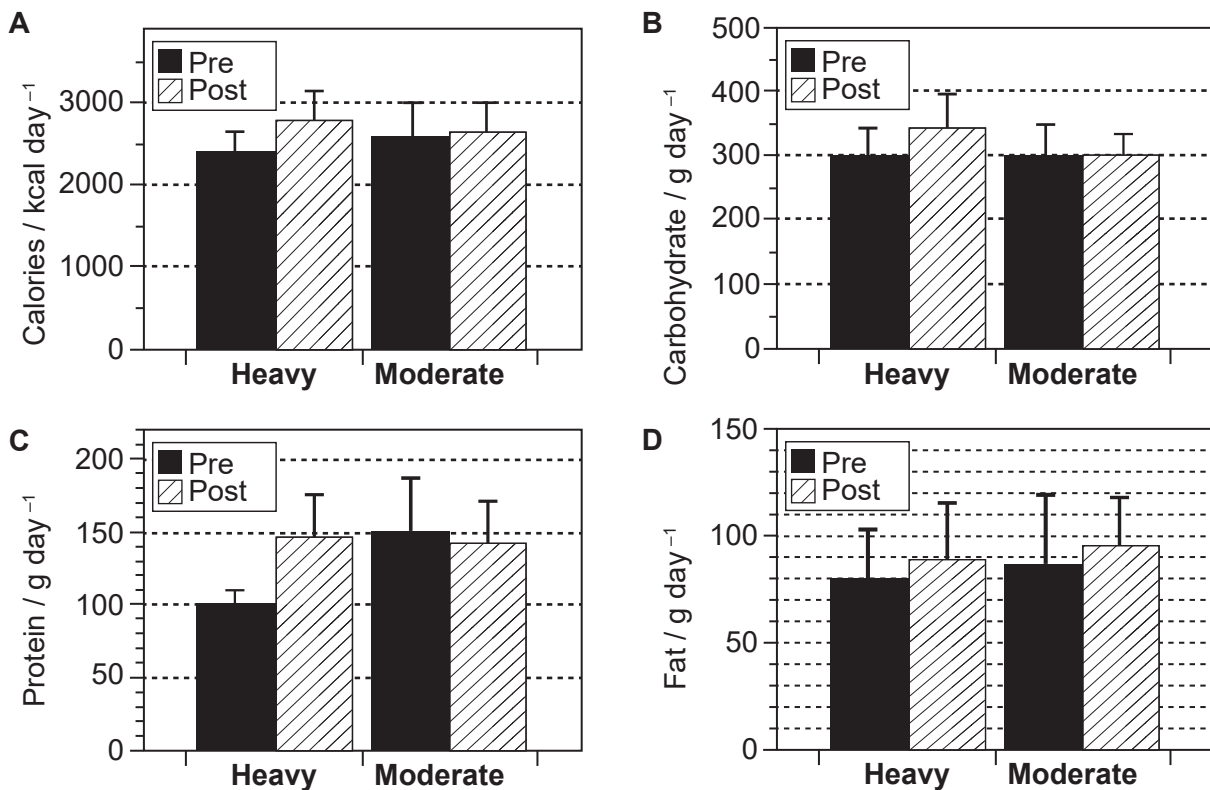 A
Calories / kcal day⁻¹
3000
2000
1000
0
Pre
Post
Heavy Moderate
B
Carbohydrate / g day⁻¹
500
400
300
200
100
0
Pre
Post
Heavy Moderate
C
Protein / g day⁻¹
200
150
100
50
0
Pre
Post
Heavy Moderate
D
Fat / g day⁻¹
150
100
50
0
Pre
Post
Heavy Moderate